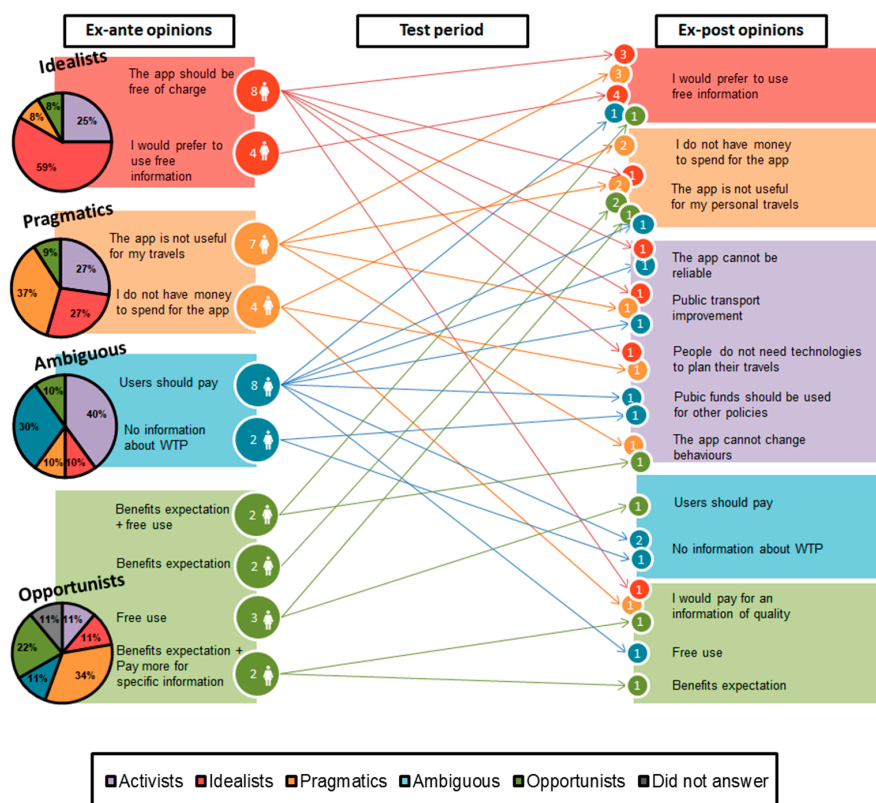 Ex-ante opinions
Test period
Ex-post opinions
Idealists
The app should be
free of charge
8
I would prefer to
use free
information
4
8%
8%
25%
59%
Pragmatics
The app is not useful
for my travels
7
I do not have money
to spend for the app
4
9%
27%
37%
27%
Ambiguous
Users should pay
8
No information
about WTP
2
10%
40%
30%
10%
10%
Benefits expectation
+ free use
2
Benefits expectation
2
Opportunists
Free use
3
Benefits expectation +
Pay more for
specific information
2
11%
11%
11%
22%
11%
34%
3
3
4
1
1
I would prefer to use
free information
2
I do not have money
to spend for the app
1
2
The app is not useful
for my personal travels
2
1
1
1
1
The app cannot be
reliable
1
1
1
Public transport
improvement
1
1
People do not need technologies
to plan their travels
1
1
Pubic funds should be used
for other policies
1
1
The app cannot change
behaviours
1
Users should pay
2
1
No information about WTP
1
1
1
I would pay for an
information of quality
1
Free use
1
Benefits expectation
Activists
Idealists
Pragmatics
Ambiguous
Opportunists
Did not answer